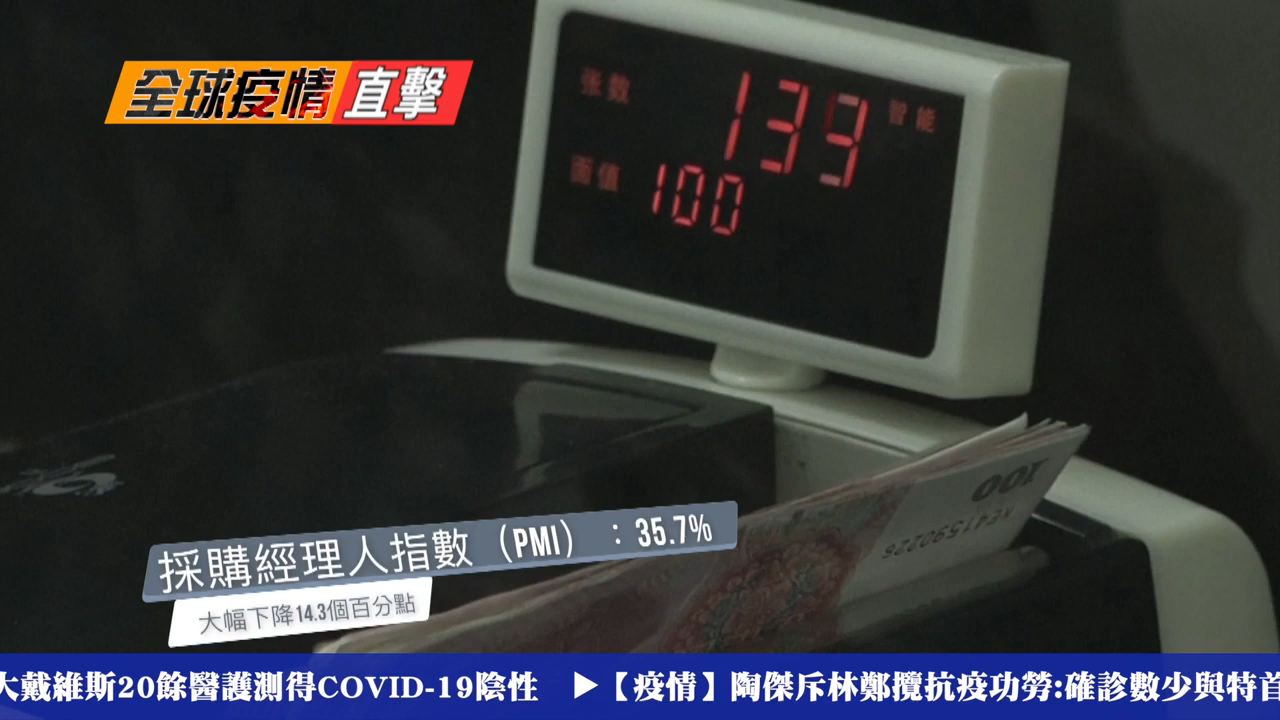 全球疫情直擊
张数 139 智能
面值 100
100
採購經理人指數（PMI）：35.7%
大幅下降14.3個百分點
大戴維斯20餘醫護測得COVID-19陰性 ▶【疫情】陶傑斥林鄭攬抗疫功勞:確診數少與特首